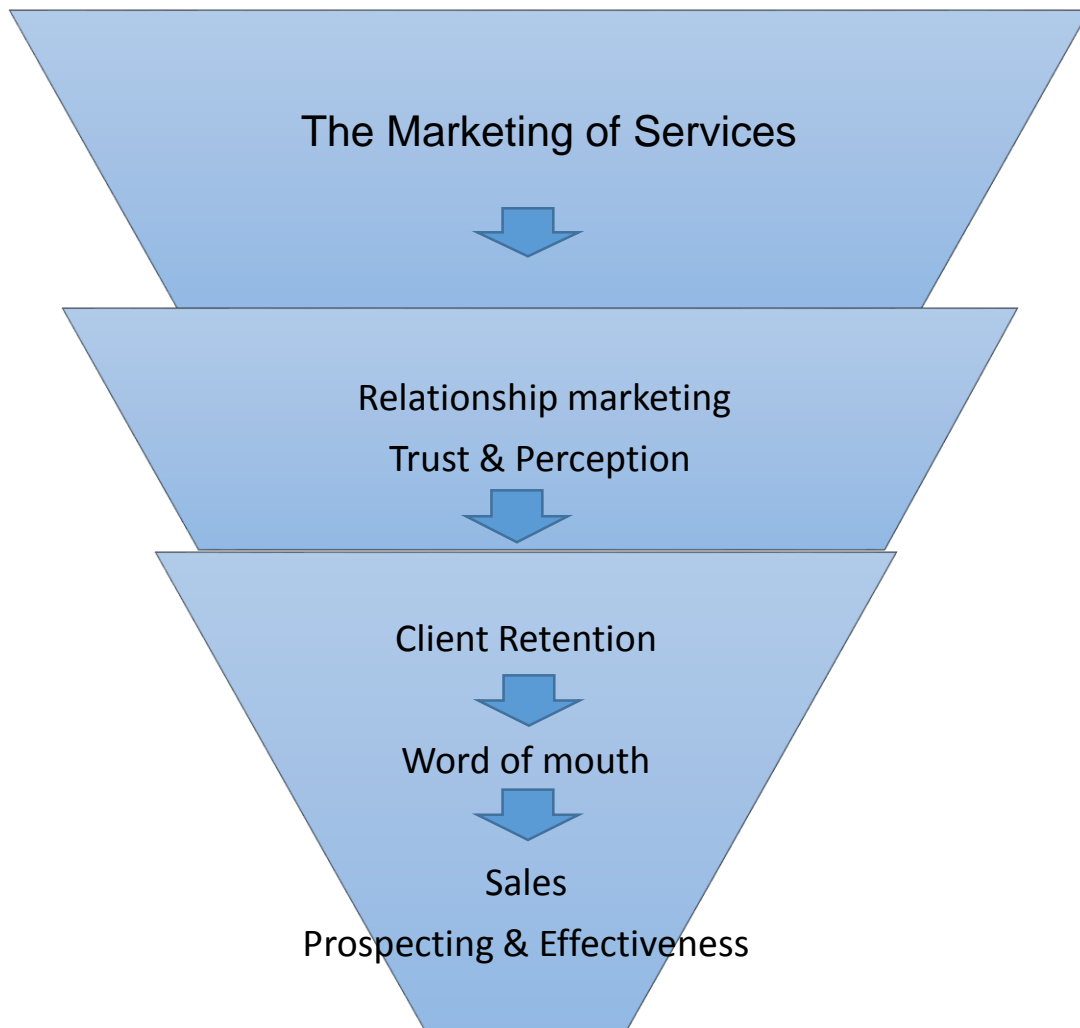 The Marketing of Services
Relationship marketing
Trust & Perception
Client Retention
Word of mouth
Sales
Prospecting & Effectiveness